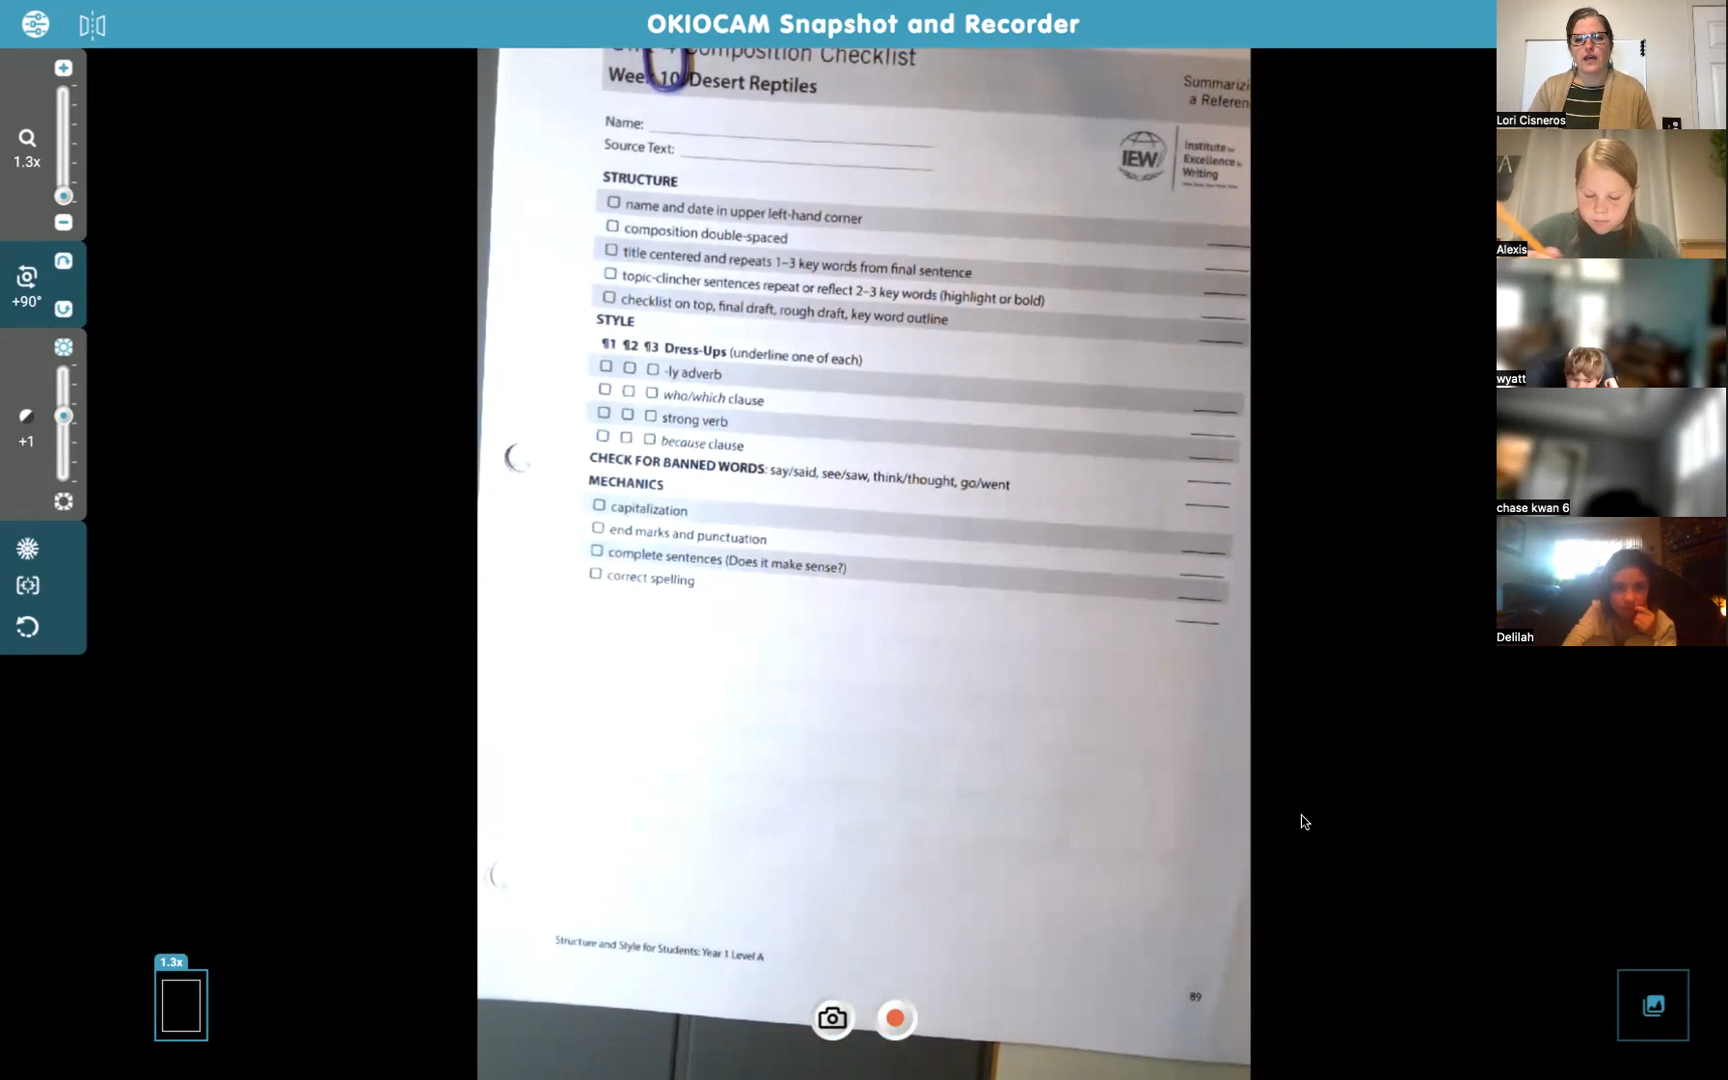 OKIOCAM Snapshot and Recorder
Composition Checklist
Week 10 Desert Reptiles
Summarizi
a Referen
Name:
Source Text:
IEW
Institute for
Excellence in
Writing
STRUCTURE
name and date in upper left-hand corner
composition double-spaced
title centered and repeats 1–3 key words from final sentence
topic-clincher sentences repeat or reflect 2–3 key words (highlight or bold)
checklist on top, final draft, rough draft, key word outline
STYLE
¶1 ¶2 ¶3 Dress-Ups (underline one of each)
-ly adverb
who/which clause
strong verb
because clause
CHECK FOR BANNED WORDS: say/said, see/saw, think/thought, go/went
MECHANICS
capitalization
end marks and punctuation
complete sentences (Does it make sense?)
correct spelling
Structure and Style for Students: Year 1 Level A
89
1.3x
+90°
+1
1.3x
Lori Cisneros
A
Alexis
wyatt
chase kwan 6
Delilah